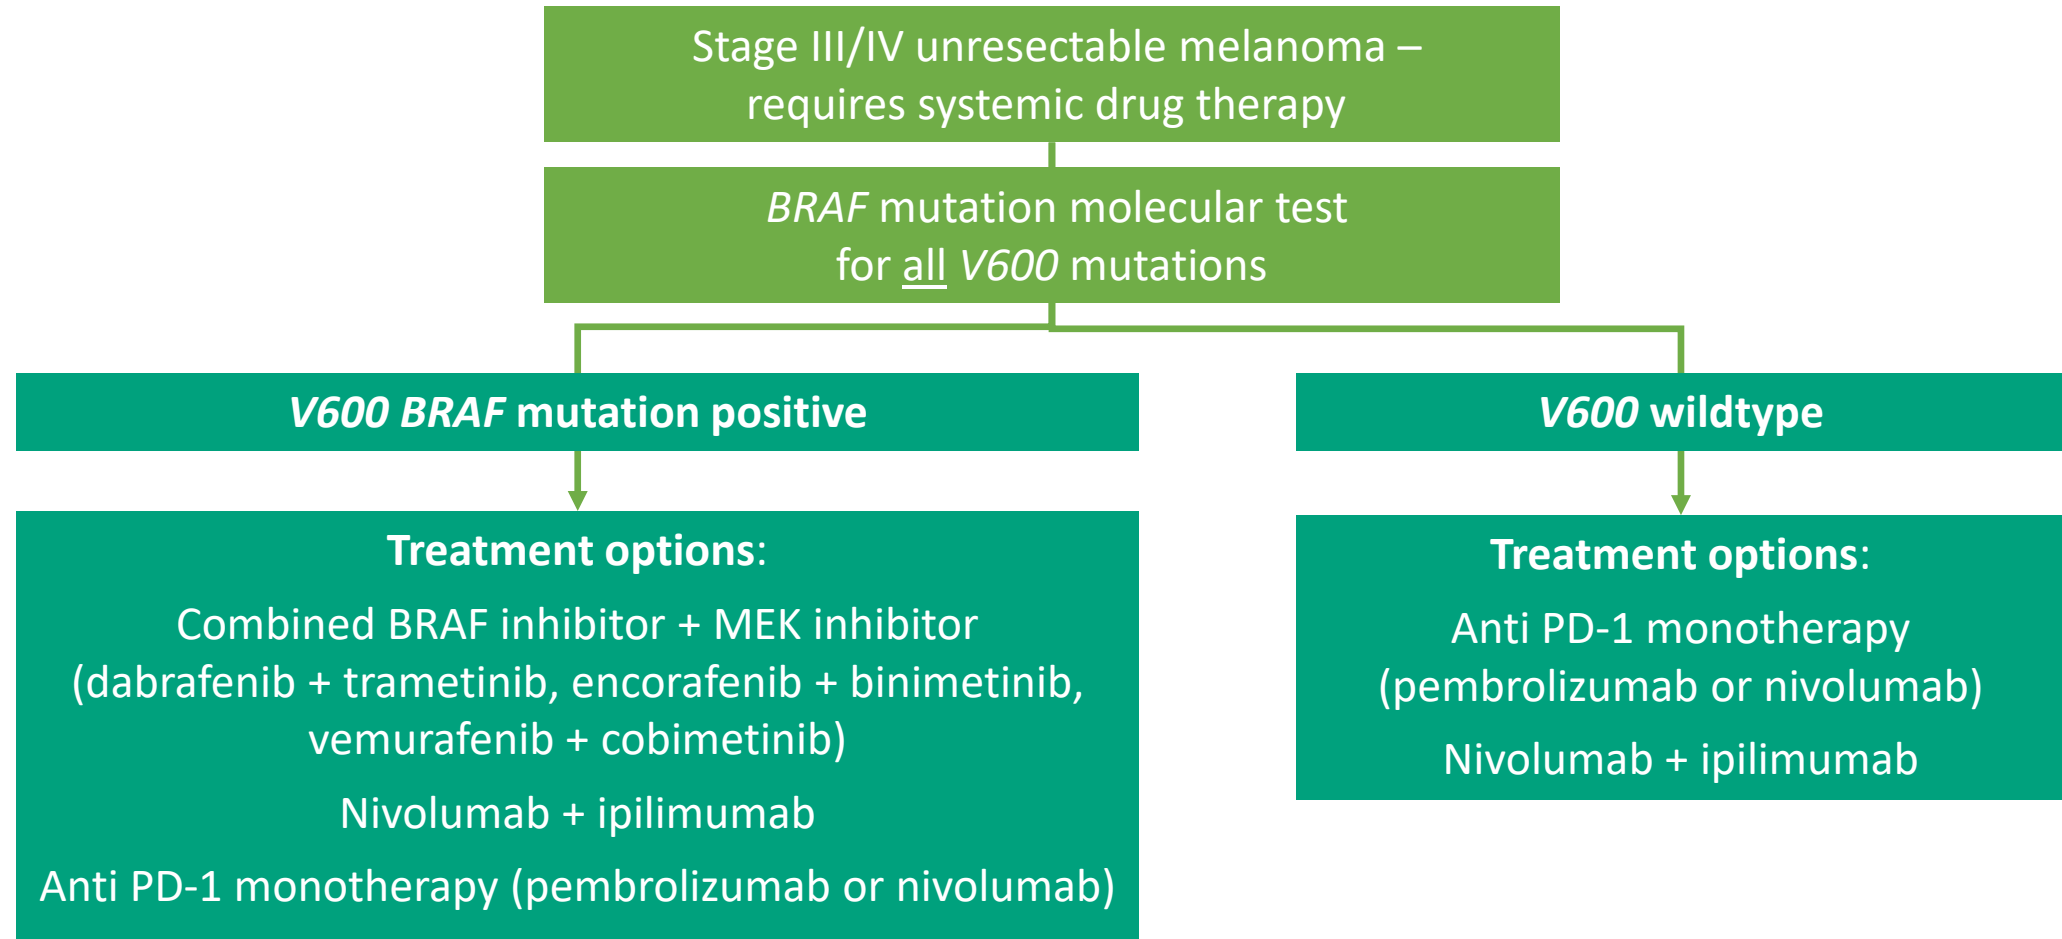 Stage III/IV unresectable melanoma –
requires systemic drug therapy
BRAF mutation molecular test
for all V600 mutations
V600 BRAF mutation positive
Treatment options:
Combined BRAF inhibitor + MEK inhibitor
(dabrafenib + trametinib, encorafenib + binimetinib,
vemurafenib + cobimetinib)
Nivolumab + ipilimumab
Anti PD-1 monotherapy (pembrolizumab or nivolumab)
V600 wildtype
Treatment options:
Anti PD-1 monotherapy
(pembrolizumab or nivolumab)
Nivolumab + ipilimumab